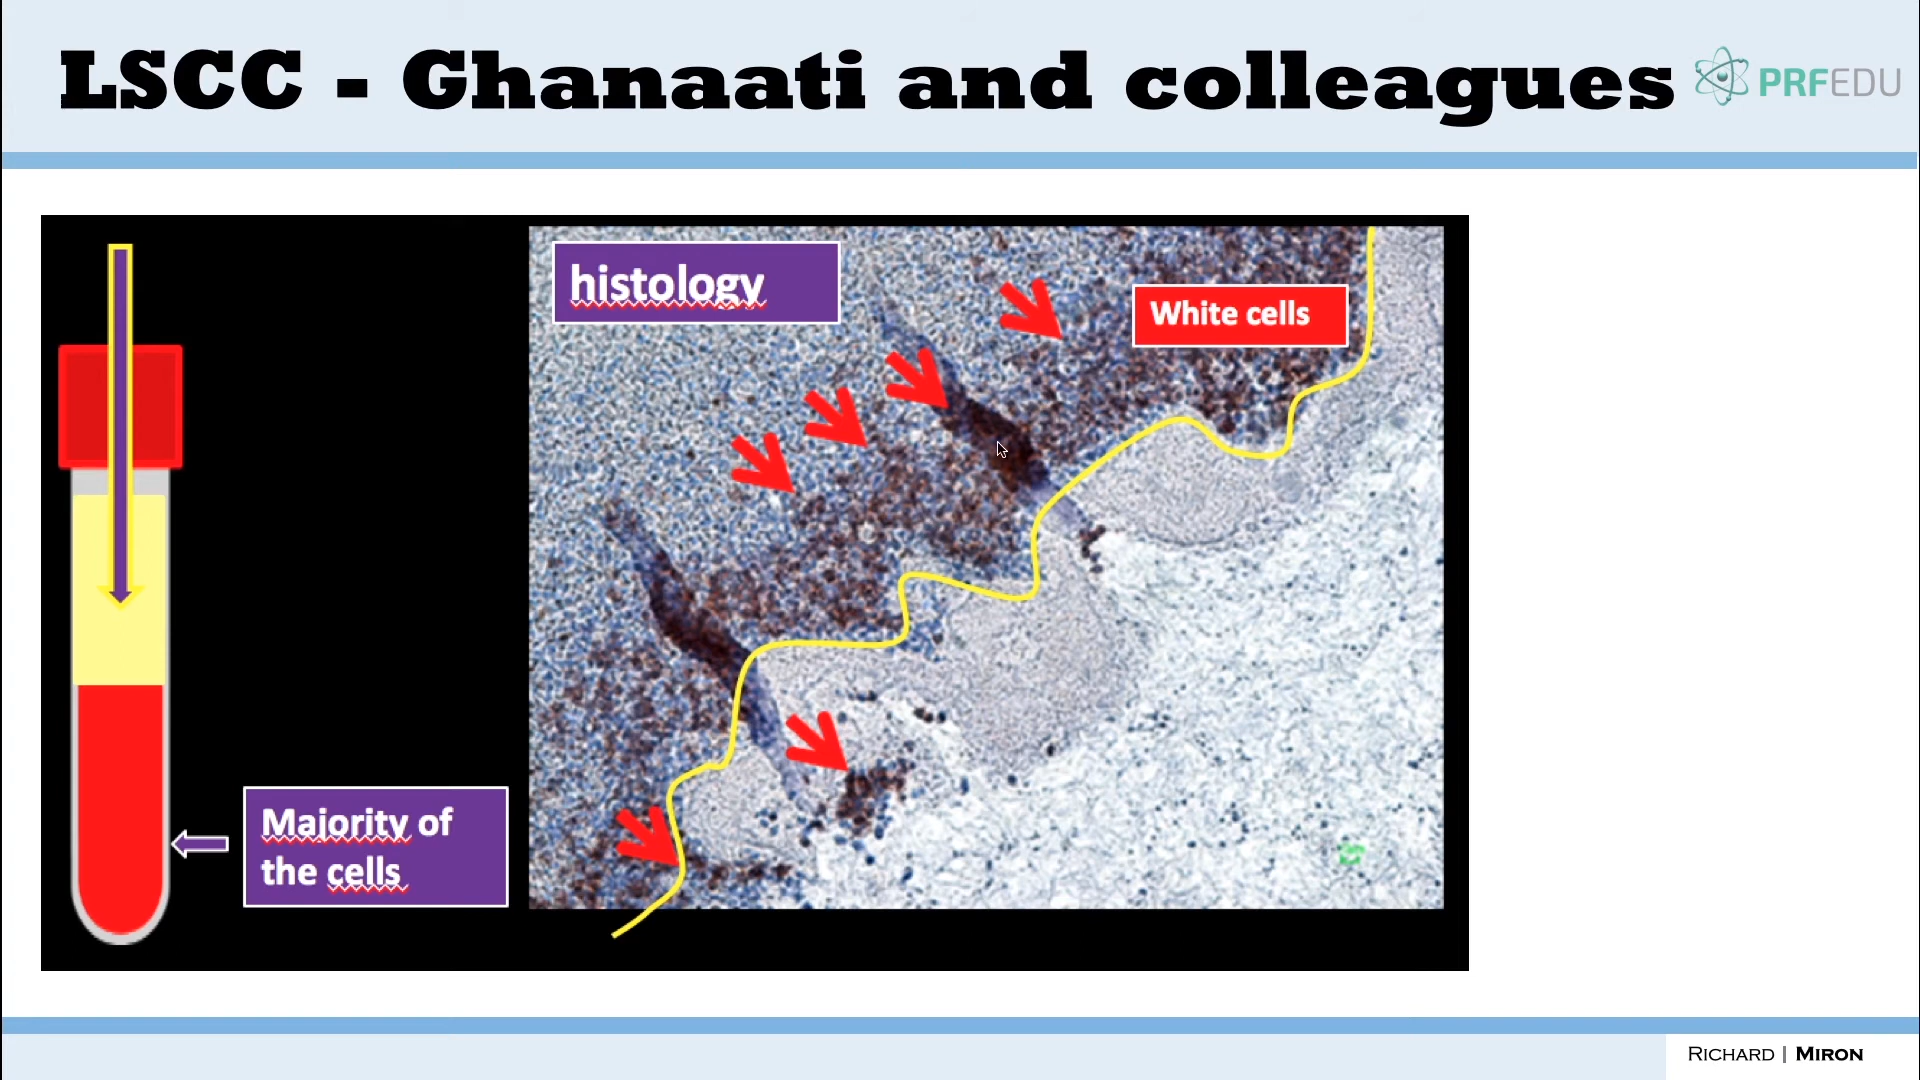 LSCC - Ghanaati and colleagues
PRFEDU
histology
White cells
Majority of
the cells
RICHARD | MIRON